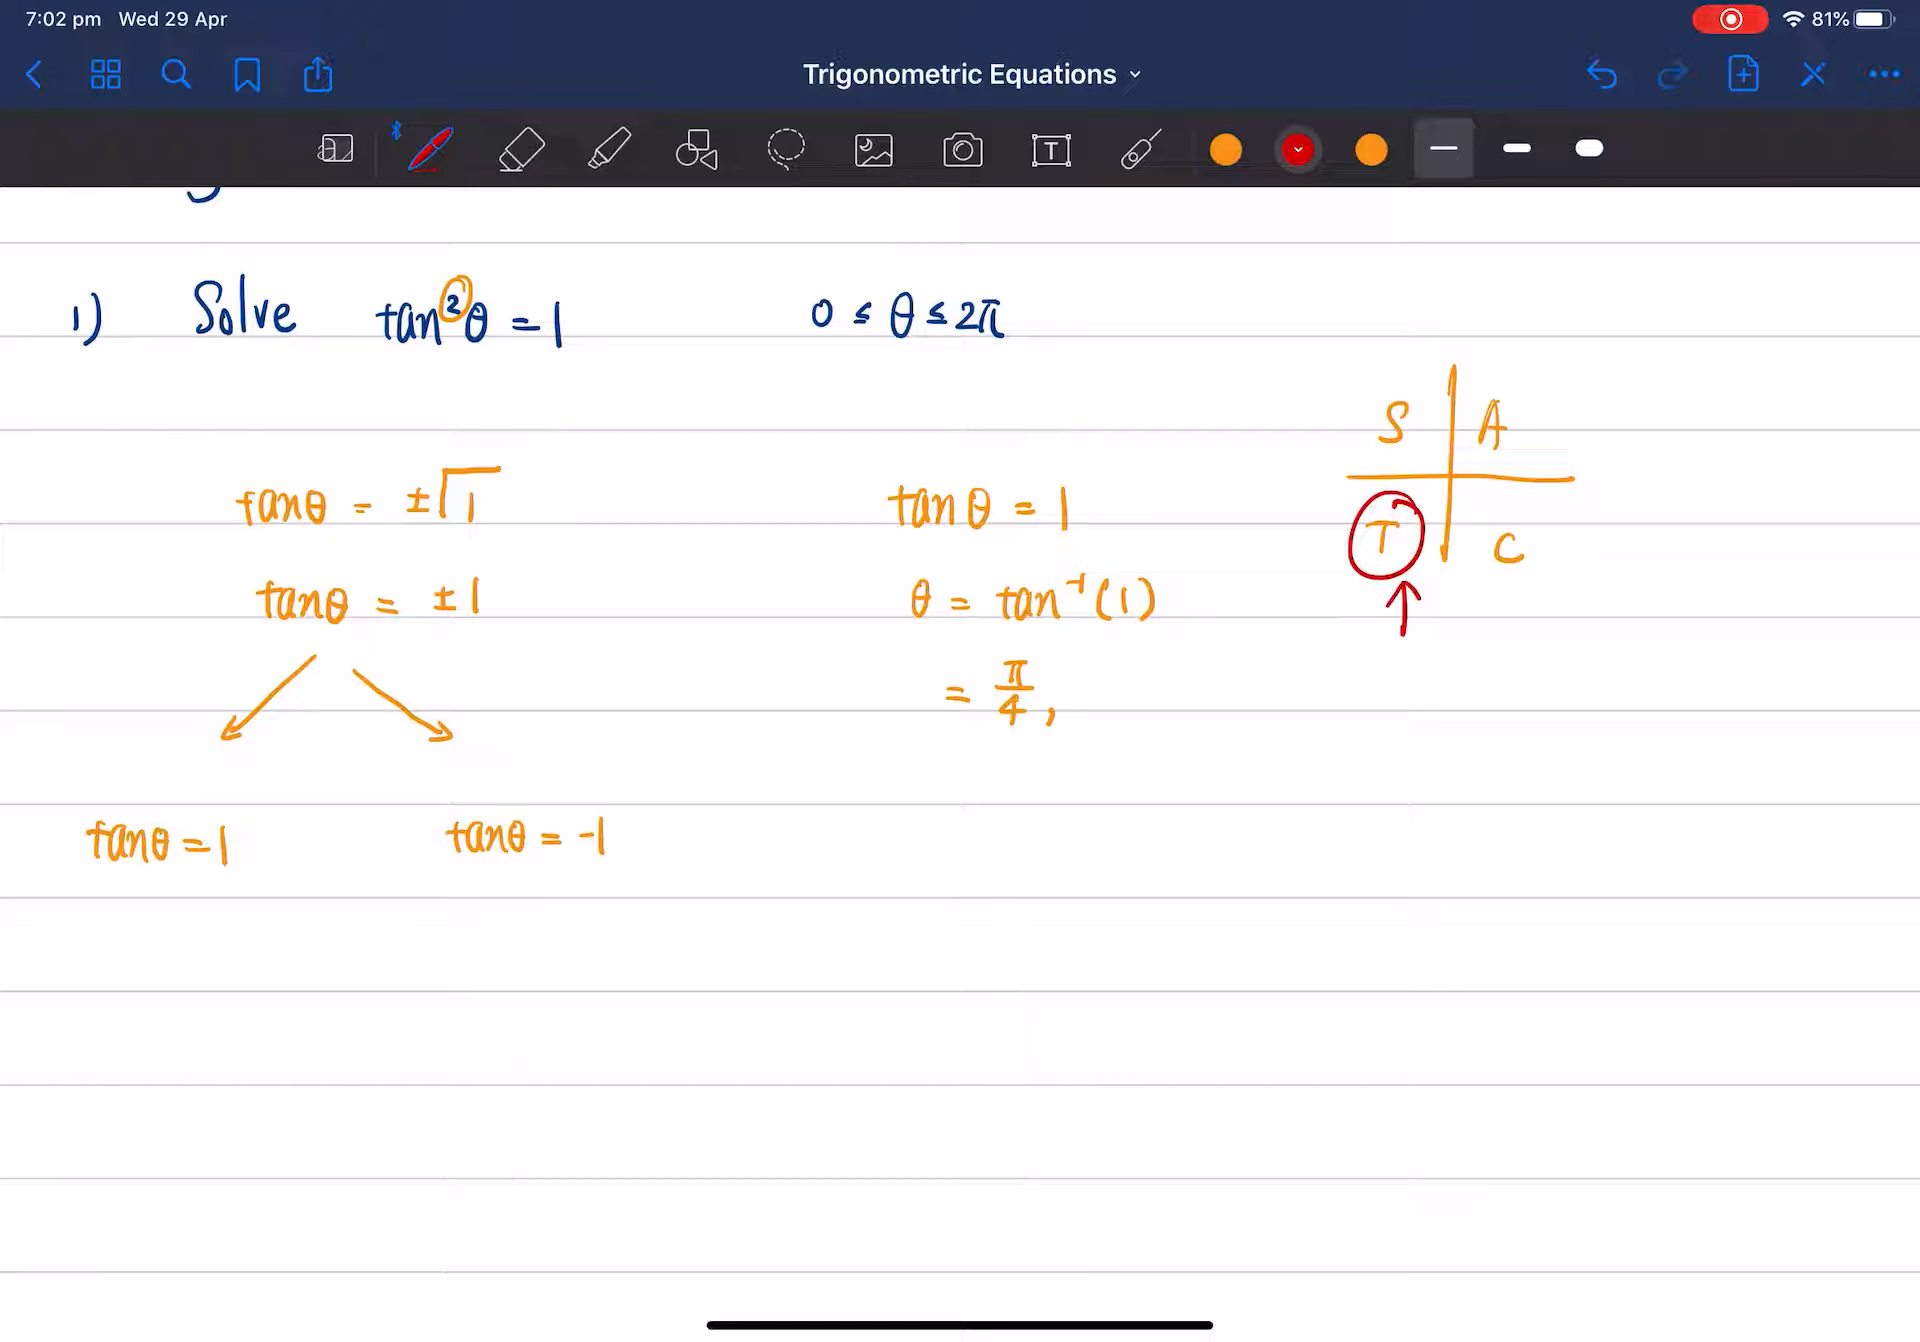 7:02 pm Wed 29 Apr
81%
Trigonometric Equations
a
T
1) Solve tan²θ = 1 0 ≤ θ ≤ 2π
S A
T C
tanθ = ±√1
tanθ = ±1
tanθ = 1
tanθ = -1
tan θ = 1
θ = tan⁻¹(1)
= π/4,